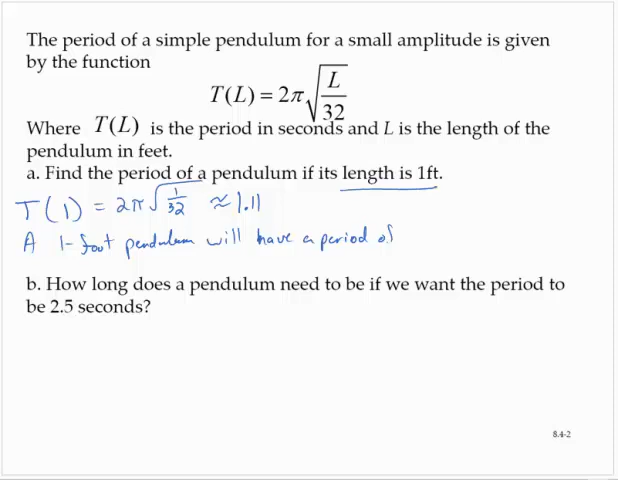 The period of a simple pendulum for a small amplitude is given
by the function
T(L) = 2π√(L/32)
Where T(L) is the period in seconds and L is the length of the
pendulum in feet.
a. Find the period of a pendulum if its length is 1ft.
T(1) = 2π√(1/32) ≈ 1.11
A 1-foot pendulum will have a period of
b. How long does a pendulum need to be if we want the period to
be 2.5 seconds?
8.4-2